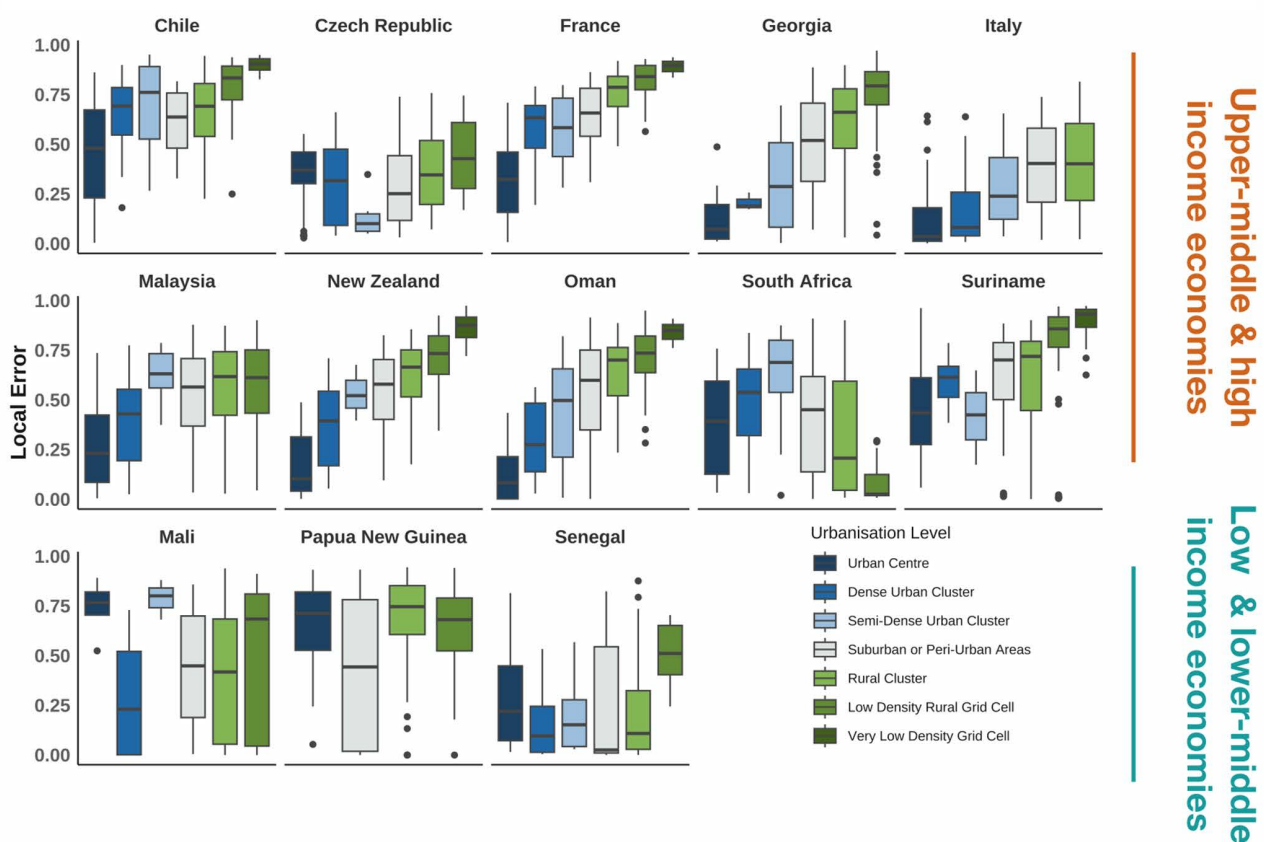 Chile
Czech Republic
France
Georgia
Italy
1.00
0.75
0.50
0.25
0.00
Malaysia
New Zealand
Oman
South Africa
Suriname
1.00
0.75
0.50
0.25
0.00
Local Error
Mali
Papua New Guinea
Senegal
1.00
0.75
0.50
0.25
0.00
Urbanisation Level
Urban Centre
Dense Urban Cluster
Semi-Dense Urban Cluster
Suburban or Peri-Urban Areas
Rural Cluster
Low Density Rural Grid Cell
Very Low Density Grid Cell
Upper-middle & high
income economies
Low & lower-middle
income economies